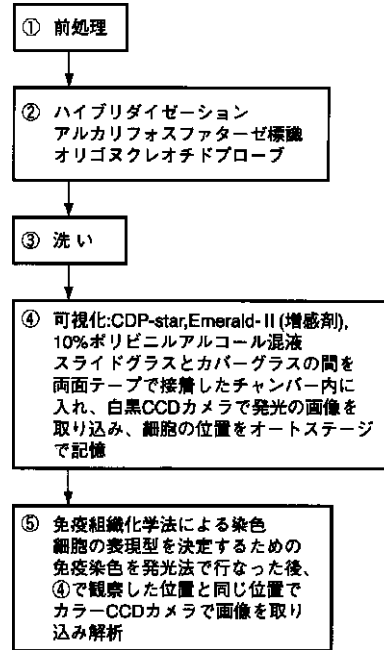 ① 前処理
② ハイブリダイゼーション
アルカリフォスファターゼ標識
オリゴヌクレオチドプローブ
③ 洗い
④ 可視化:CDP-star,Emerald-II(増感剤),
10%ポリビニルアルコール混液
スライドグラスとカバーグラスの間を
両面テープで接着したチャンバー内に
入れ、白黒CCDカメラで発光の画像を
取り込み、細胞の位置をオートステージ
で記憶
⑤ 免疫組織化学法による染色
細胞の表現型を決定するための
免疫染色を発光法で行なった後、
④で観察した位置と同じ位置で
カラーCCDカメラで画像を取り
込み解析